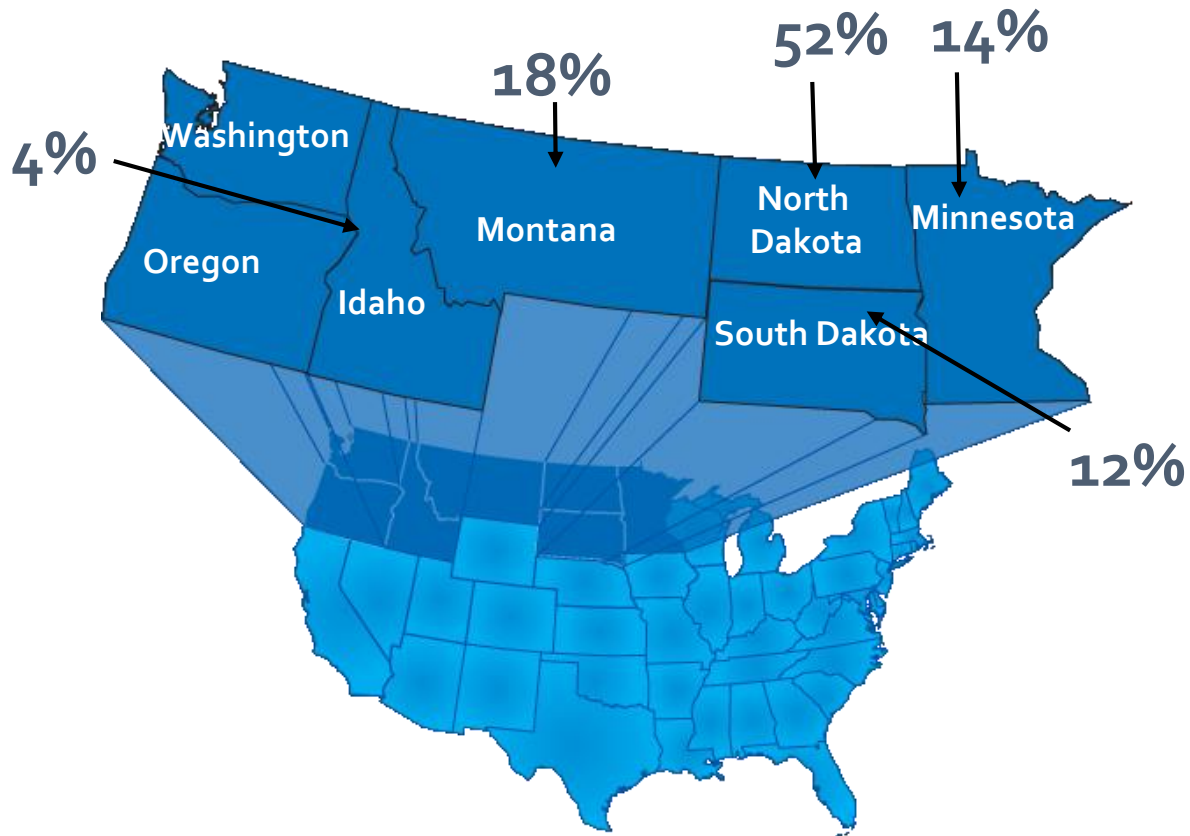 52%
14%
18%
Washington
4%
North
Dakota
Minnesota
Montana
Oregon
Idaho
South Dakota
12%